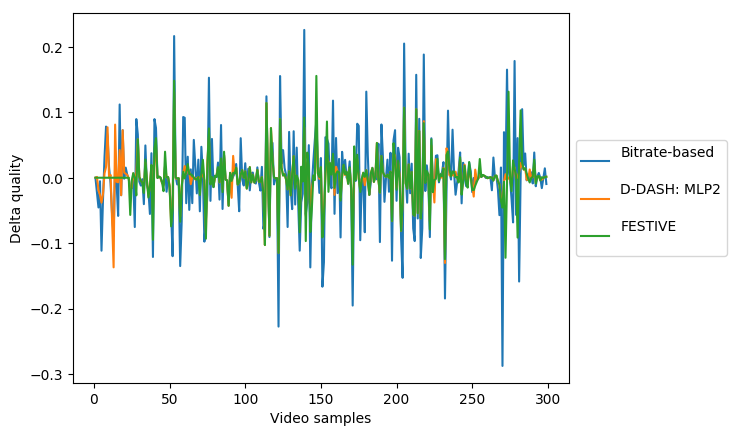 0.2
0.1
0.0
−0.1
−0.2
−0.3
Delta quality
0
50
100
150
200
250
300
Video samples
Bitrate-based
D-DASH: MLP2
FESTIVE